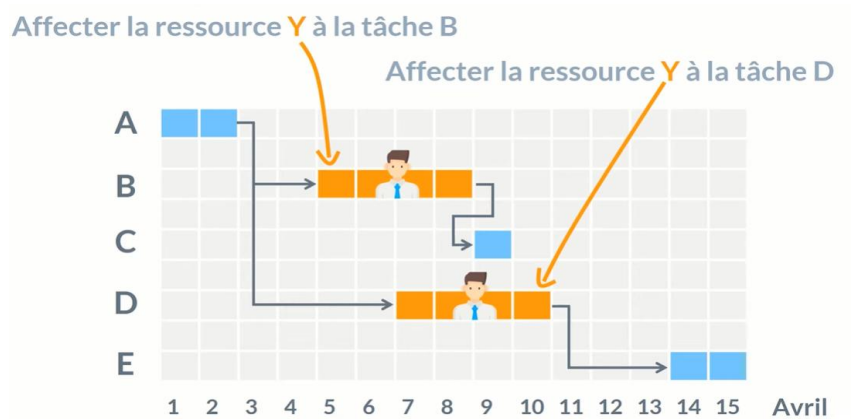 Affecter la ressource Y à la tâche B
Affecter la ressource Y à la tâche D
A
B
C
D
E
1 2 3 4 5 6 7 8 9 10 11 12 13 14 15 Avril